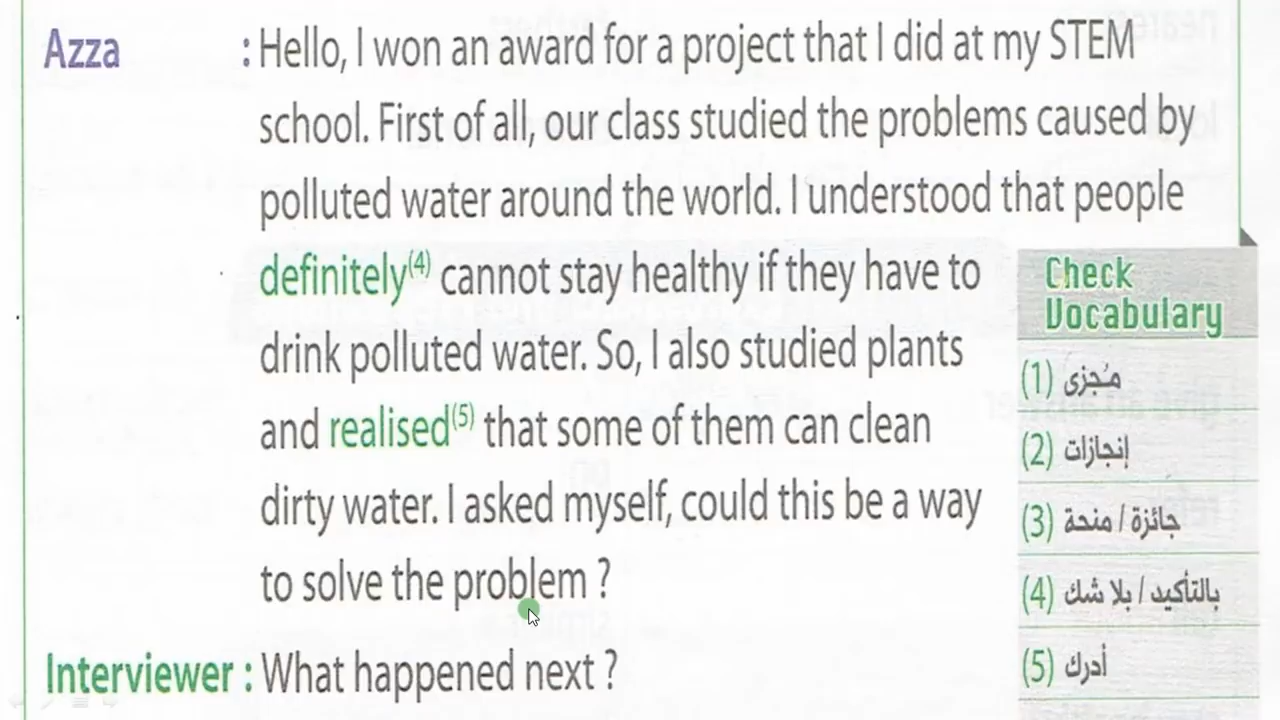 Azza : Hello, I won an award for a project that I did at my STEM
school. First of all, our class studied the problems caused by
polluted water around the world. I understood that people
definitely(4) cannot stay healthy if they have to
drink polluted water. So, I also studied plants
and realised(5) that some of them can clean
dirty water. I asked myself, could this be a way
to solve the problem ?
Interviewer : What happened next ?
Check
Vocabulary
(1) مُجزى
(2) إنجازات
(3) جائزة / منحة
(4) بالتأكيد / بلا شك
(5) أدرك